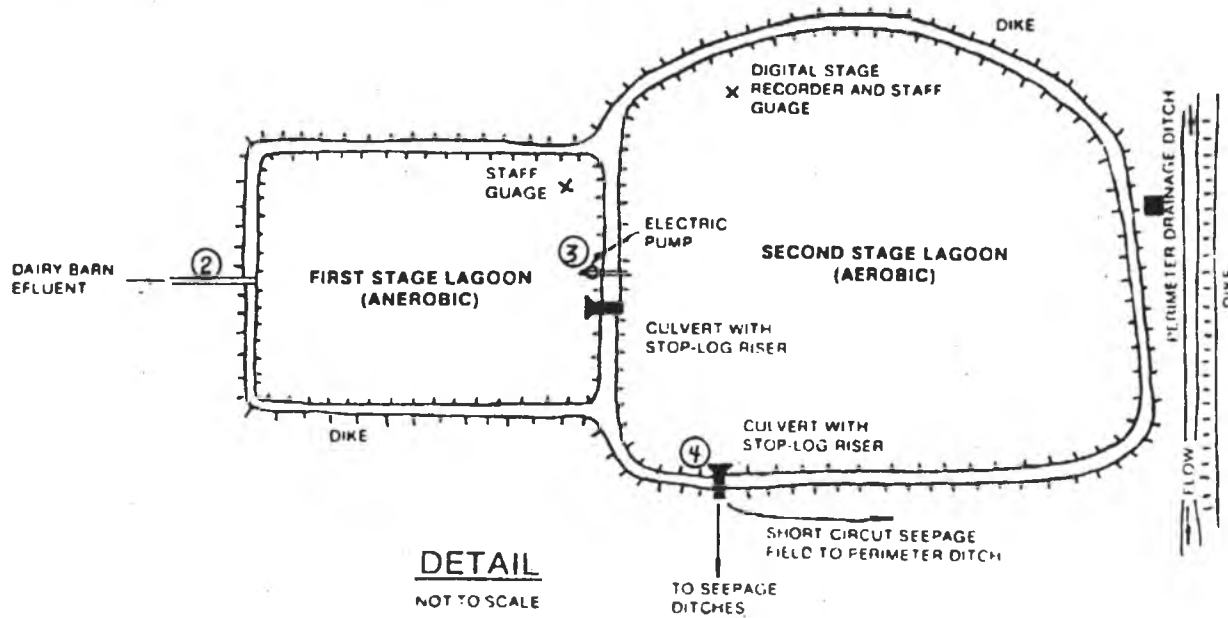 DIKE
DIGITAL STAGE
RECORDER AND STAFF
GUAGE
STAFF
GUAGE
PERIMETER DRAINAGE DITCH
ELECTRIC
PUMP
3
2
DAIRY BARN
EFLUENT
FIRST STAGE LAGOON
(ANEROBIC)
SECOND STAGE LAGOON
(AEROBIC)
DIKE
CULVERT WITH
STOP-LOG RISER
DIKE
CULVERT WITH
STOP-LOG RISER
4
FLOW
SHORT CIRCUT SEEPAGE
FIELD TO PERIMETER DITCH
DETAIL
NOT TO SCALE
TO SEEPAGE
DITCHES